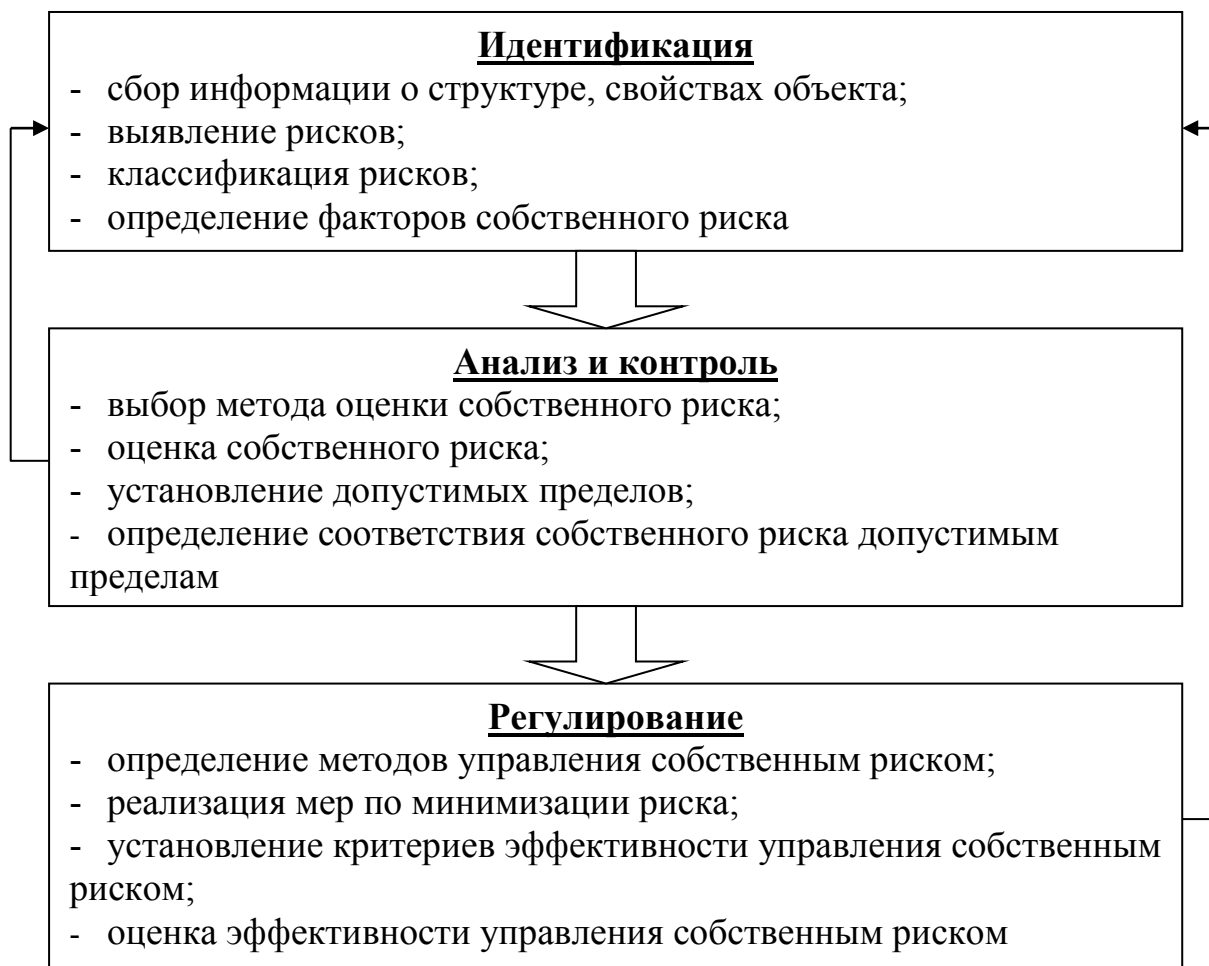 Идентификация
- сбор информации о структуре, свойствах объекта;
- выявление рисков;
- классификация рисков;
- определение факторов собственного риска
Анализ и контроль
- выбор метода оценки собственного риска;
- оценка собственного риска;
- установление допустимых пределов;
- определение соответствия собственного риска допустимым
пределам
Регулирование
- определение методов управления собственным риском;
- реализация мер по минимизации риска;
- установление критериев эффективности управления собственным
риском;
- оценка эффективности управления собственным риском